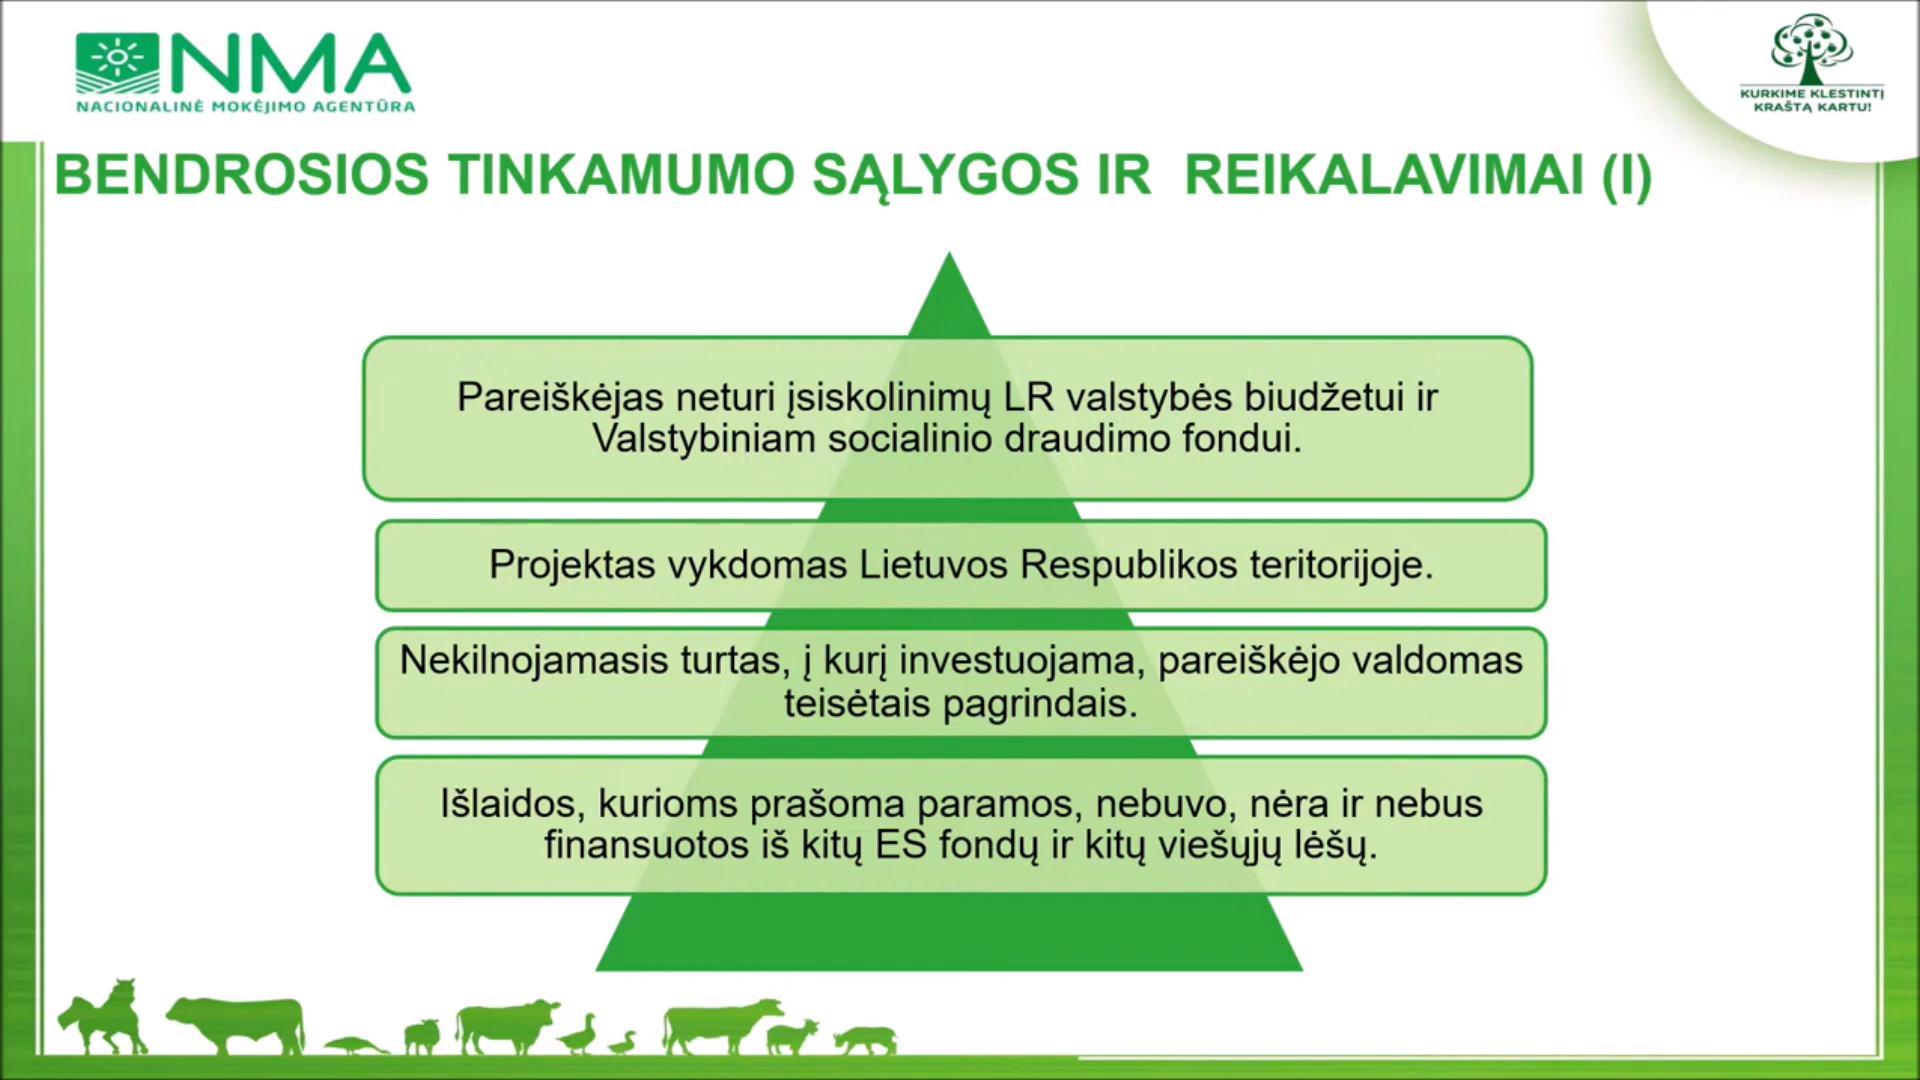 NMA
NACIONALINĖ MOKĖJIMO AGENTŪRA
KURKIME KLESTINTĮ
KRAŠTĄ KARTU!
BENDROSIOS TINKAMUMO SĄLYGOS IR REIKALAVIMAI (I)
Pareiškėjas neturi įsiskolinimų LR valstybės biudžetui ir
Valstybiniam socialinio draudimo fondui.
Projektas vykdomas Lietuvos Respublikos teritorijoje.
Nekilnojamasis turtas, į kurį investuojama, pareiškėjo valdomas
teisėtais pagrindais.
Išlaidos, kurioms prašoma paramos, nebuvo, nėra ir nebus
finansuotos iš kitų ES fondų ir kitų viešųjų lėšų.